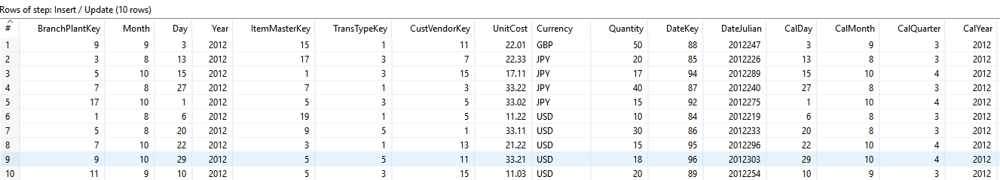 Rows of step: Insert / Update (10 rows)
# BranchPlantKey Month Day Year ItemMasterKey TransTypeKey CustVendorKey UnitCost Currency Quantity DateKey DateJulian CalDay CalMonth CalQuarter CalYear
1 9 9 3 2012 15 1 11 22.01 GBP 50 88 2012247 3 9 3 2012
2 3 8 13 2012 17 3 7 22.33 JPY 20 85 2012226 13 8 3 2012
3 5 10 15 2012 1 3 15 17.11 JPY 17 94 2012289 15 10 4 2012
4 7 8 27 2012 7 1 3 33.22 JPY 40 87 2012240 27 8 3 2012
5 17 10 1 2012 5 3 5 33.02 JPY 15 92 2012275 1 10 4 2012
6 1 8 6 2012 19 1 5 11.22 USD 10 84 2012219 6 8 3 2012
7 5 8 20 2012 9 5 1 33.11 USD 30 86 2012233 20 8 3 2012
8 7 10 22 2012 3 1 13 21.22 USD 15 95 2012296 22 10 4 2012
9 9 10 29 2012 5 5 11 33.21 USD 18 96 2012303 29 10 4 2012
10 11 9 10 2012 5 3 15 11.03 USD 20 89 2012254 10 9 3 2012